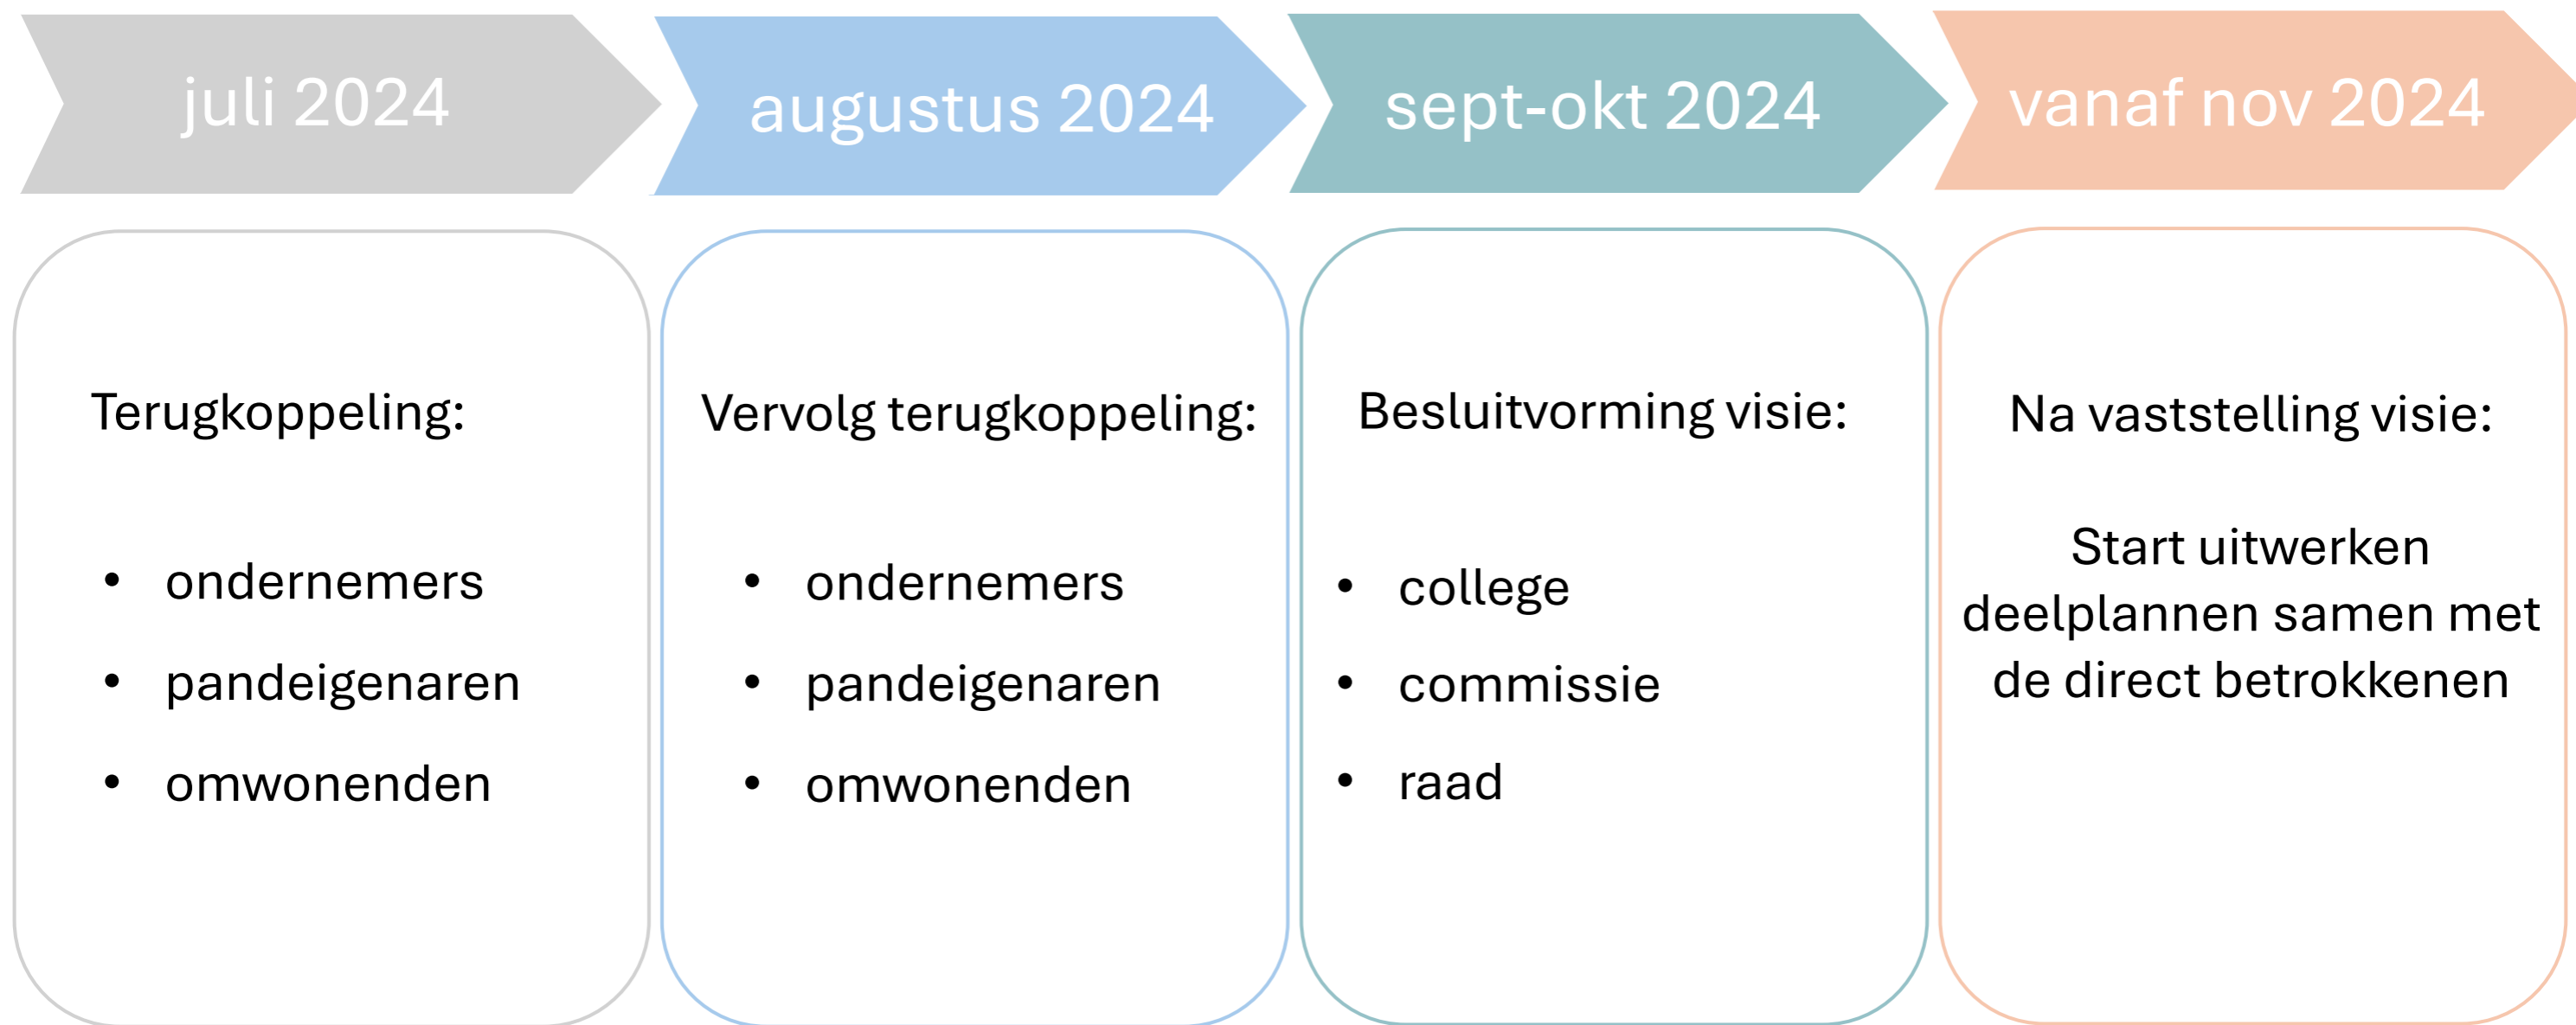 juli 2024
augustus 2024
sept-okt 2024
vanaf nov 2024
Terugkoppeling:
• ondernemers
• pandeigenaren
• omwonenden
Vervolg terugkoppeling:
• ondernemers
• pandeigenaren
• omwonenden
Besluitvorming visie:
• college
• commissie
• raad
Na vaststelling visie:
Start uitwerken
deelplannen samen met
de direct betrokkenen